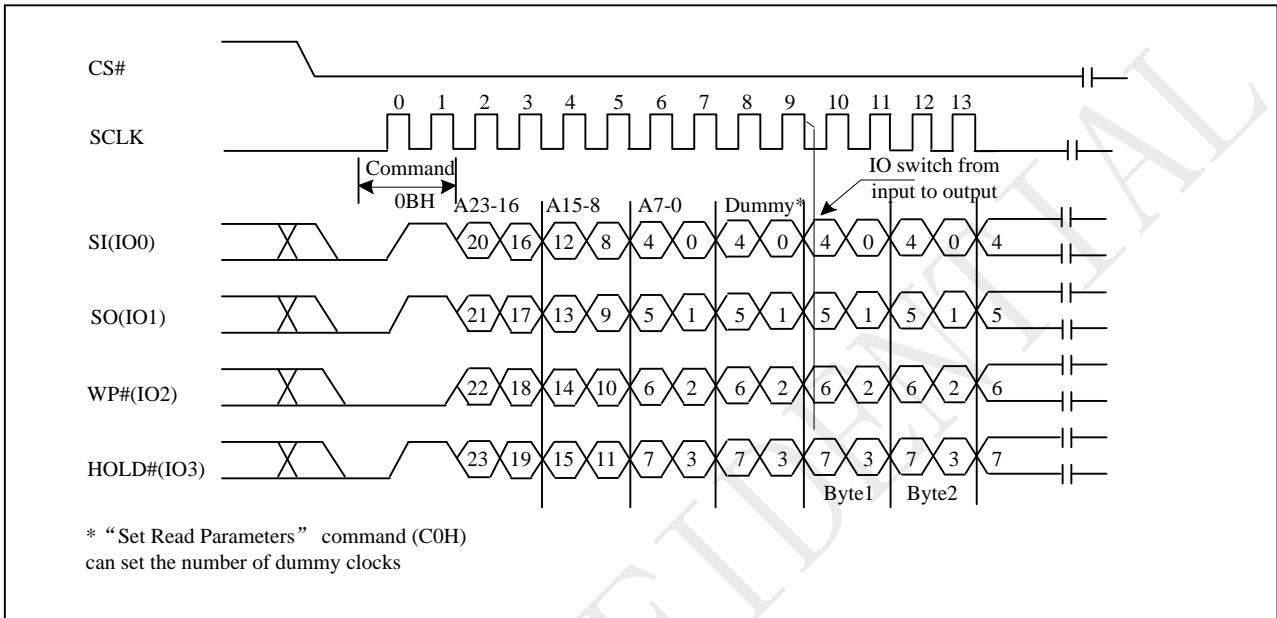 CS#
0 1 2 3 4 5 6 7 8 9 10 11 12 13
SCLK
Command
0BH
IO switch from
input to output
A23-16 A15-8 A7-0 Dummy*
SI(IO0) 20 16 12 8 4 0 4 0 4 0 4 0 4
SO(IO1) 21 17 13 9 5 1 5 1 5 1 5 1 5
WP#(IO2) 22 18 14 10 6 2 6 2 6 2 6 2 6
HOLD#(IO3) 23 19 15 11 7 3 7 3 7 3 7 3 7
Byte1 Byte2
* “Set Read Parameters” command (C0H)
can set the number of dummy clocks
FIDENTIAL